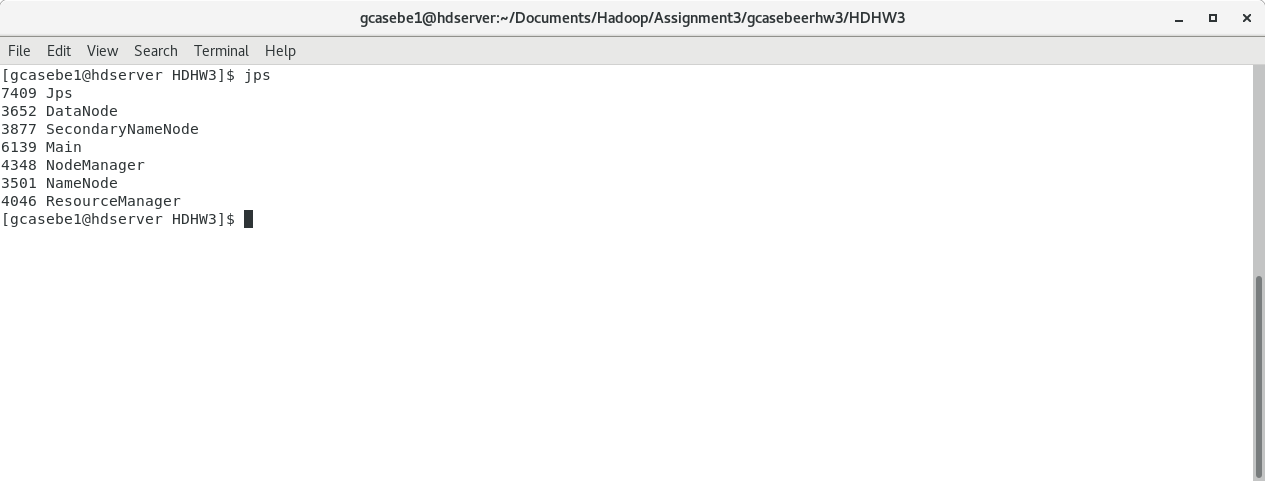 gcasebe1@hdserver:~/Documents/Hadoop/Assignment3/gcasebeerhw3/HDHW3
File Edit View Search Terminal Help
[gcasebe1@hdserver HDHW3]$ jps
7409 Jps
3652 DataNode
3877 SecondaryNameNode
6139 Main
4348 NodeManager
3501 NameNode
4046 ResourceManager
[gcasebe1@hdserver HDHW3]$